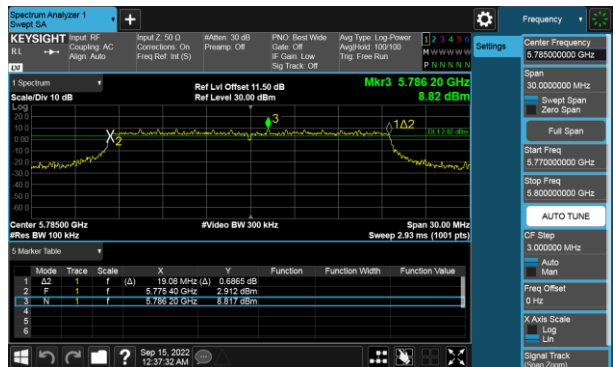 Spectrum Analyzer 1
Swept SA
+
Frequency
KEYSIGHT Input: RF Input Z: 50 Ω #Atten: 30 dB PNO: Best Wide Avg Type: Log-Power 1 2 3 4 5 6
RL Coupling: AC Corrections: On Preamp: Off Gate: Off Avg|Hold: 100/100 M W W W W W
Align: Auto Freq Ref: Int (S) IF Gain: Low Trig: Free Run
Sig Track: Off P N N N N N
LXI
1 Spectrum
Scale/Div 10 dB
Ref Lvl Offset 11.50 dB
Ref Level 30.00 dBm
Mkr3 5.786 20 GHz
8.82 dBm
Log
20.0
10.0
0.00
-10.0
-20.0
-30.0
-40.0
-50.0
-60.0
2
3
1Δ2
DL1 2.82 dBm
Center 5.78500 GHz #Video BW 300 kHz Span 30.00 MHz
#Res BW 100 kHz Sweep 2.93 ms (1001 pts)
5 Marker Table
Mode Trace Scale X Y Function Function Width Function Value
1 Δ2 1 f (Δ) 19.08 MHz (Δ) 0.6865 dB
2 F 1 f 5.775 40 GHz 2.912 dBm
3 N 1 f 5.786 20 GHz 8.817 dBm
4
5
6
?
Sep 15, 2022
12:37:32 AM
Settings
Center Frequency
5.785000000 GHz
Span
30.0000000 MHz
Swept Span
Zero Span
Full Span
Start Freq
5.770000000 GHz
Stop Freq
5.800000000 GHz
AUTO TUNE
CF Step
3.000000 MHz
Auto
Man
Freq Offset
0 Hz
X Axis Scale
Log
Lin
Signal Track
(Span Zoom)